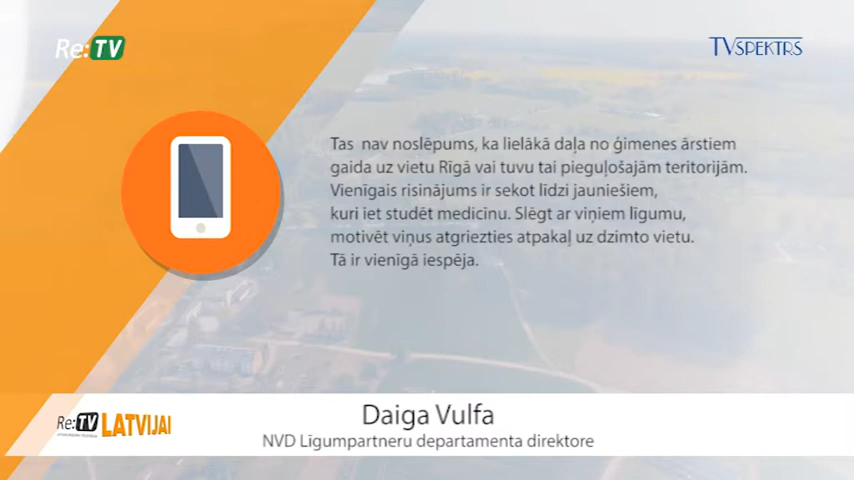 Re:TV
TVSPEKTRS
Tas nav noslēpums, ka lielākā daļa no ģimenes ārstiem
gaida uz vietu Rīgā vai tuvu tai pieguļošajām teritorijām.
Vienīgais risinājums ir sekot līdzi jauniešiem,
kuri iet studēt medicīnu. Slēgt ar viņiem līgumu,
motivēt viņus atgriezties atpakaļ uz dzimto vietu.
Tā ir vienīgā iespēja.
Daiga Vulfa
Re:TV LATVIJAI
NVD Līgumpartneru departamenta direktore